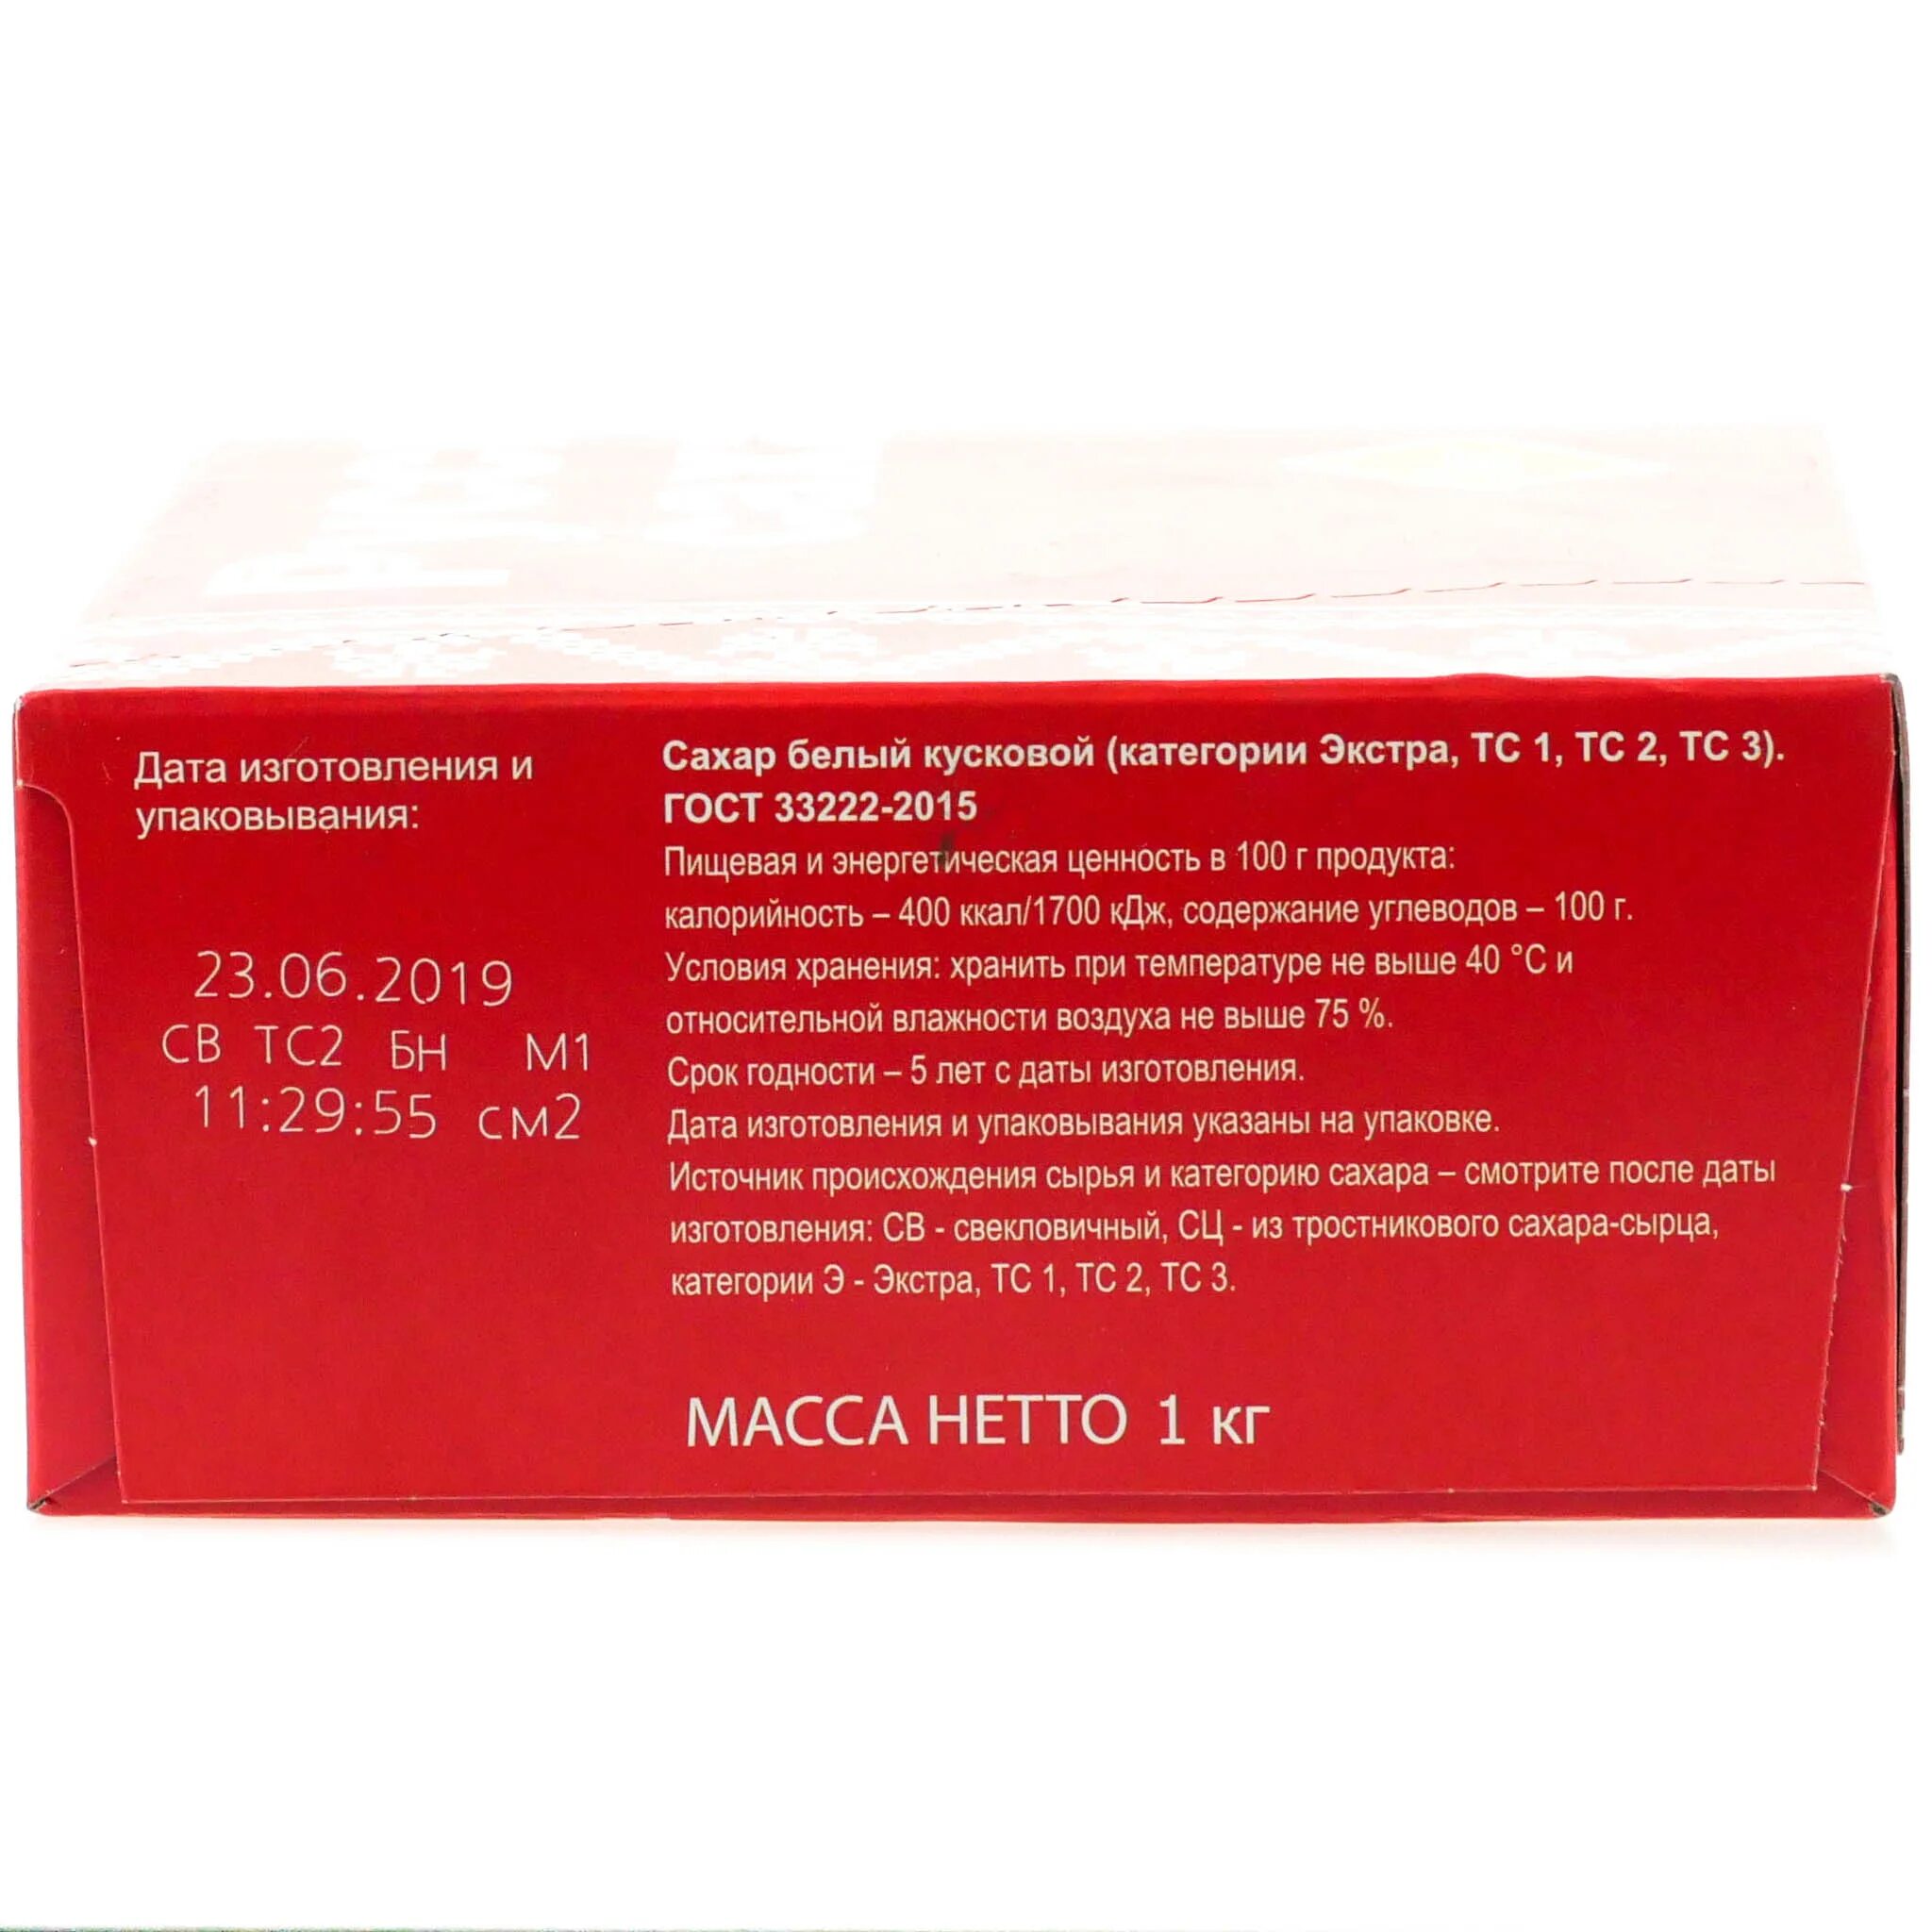 Дата изготовления и
упаковывания:
23.06.2019
СВ ТС2 БН М1
11:29:55 см2
Сахар белый кусковой (категории Экстра, ТС 1, ТС 2, ТС 3).
ГОСТ 33222-2015
Пищевая и энергетическая ценность в 100 г продукта:
калорийность – 400 ккал/1700 кДж, содержание углеводов – 100 г.
Условия хранения: хранить при температуре не выше 40 °С и
относительной влажности воздуха не выше 75 %.
Срок годности – 5 лет с даты изготовления.
Дата изготовления и упаковывания указаны на упаковке.
Источник происхождения сырья и категорию сахара – смотрите после даты
изготовления: СВ - свекловичный, СЦ - из тростникового сахара-сырца,
категории Э - Экстра, ТС 1, ТС 2, ТС 3.
МАССА НЕТТО 1 кг